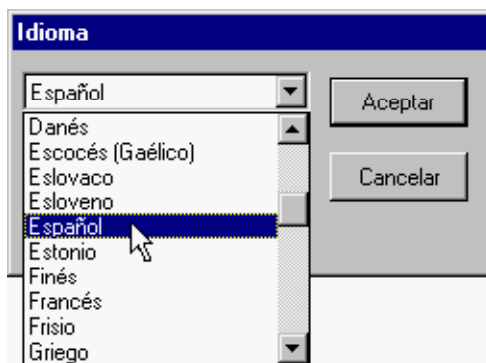 Idioma
Español
Aceptar
Cancelar
Danés
Escocés (Gaélico)
Eslovaco
Esloveno
Español
Estonio
Finés
Francés
Frisio
Griego